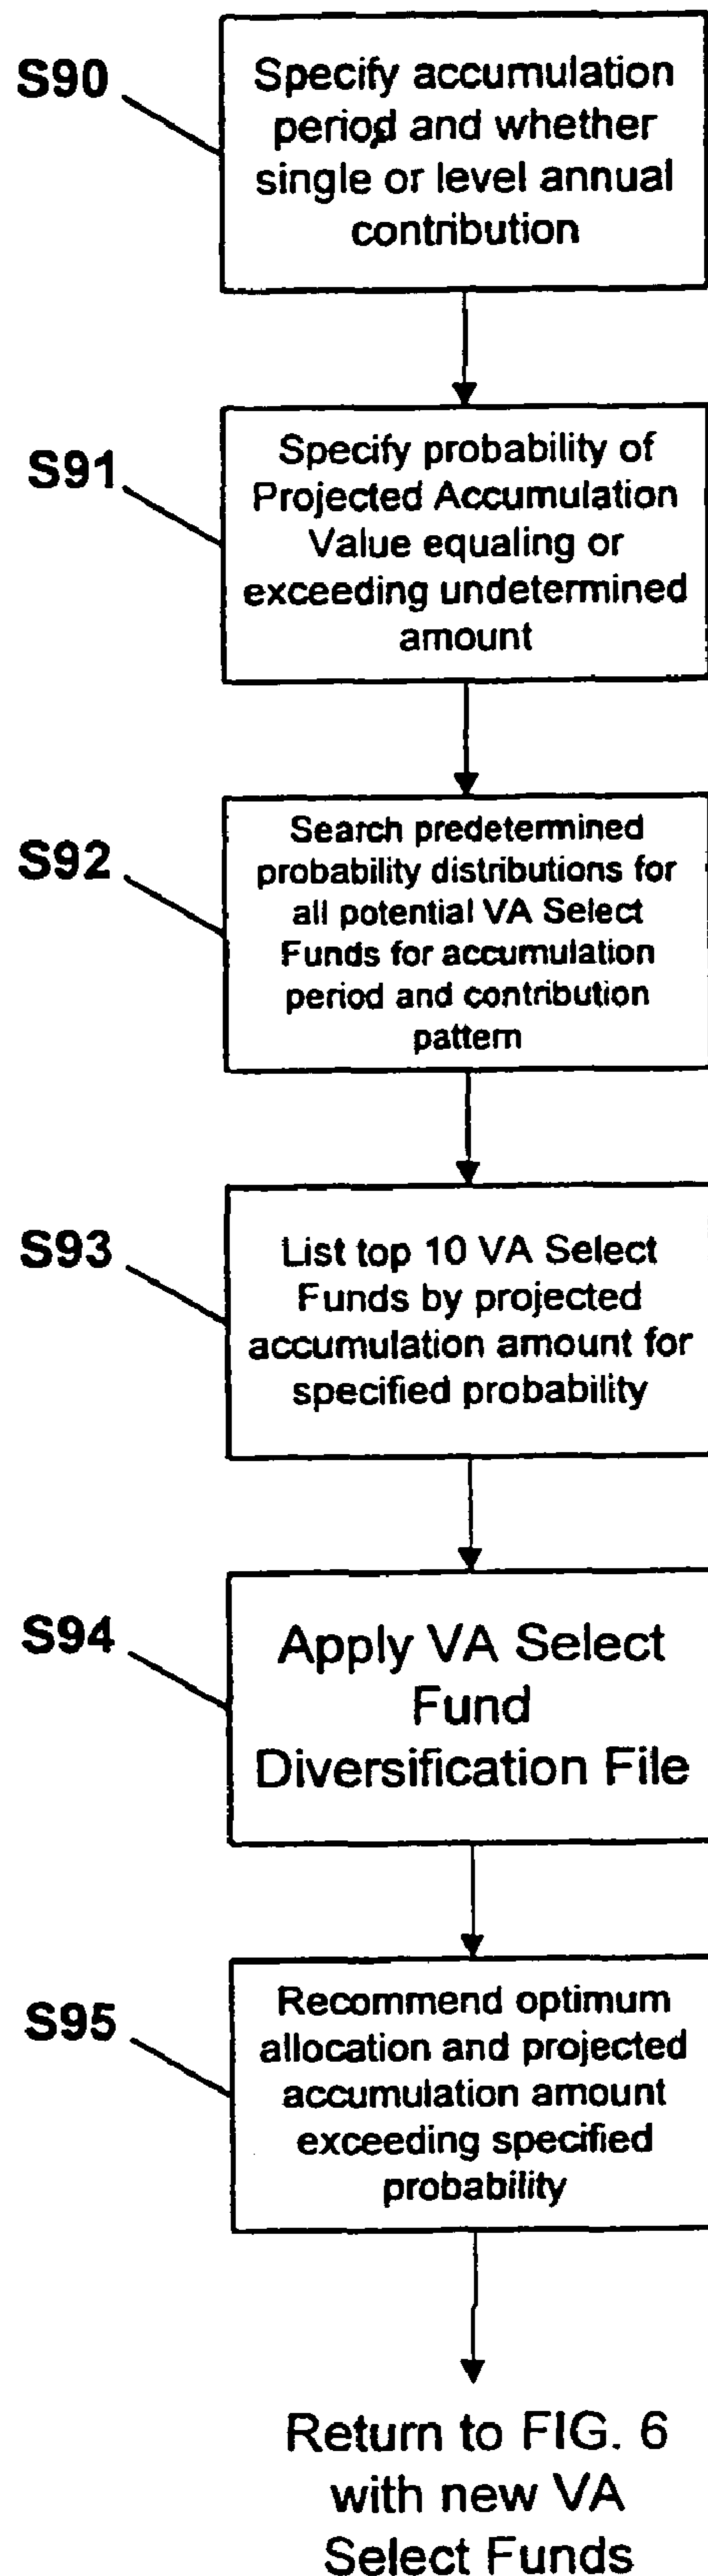 S90
Specify accumulation
period and whether
single or level annual
contribution
S91
Specify probability of
Projected Accumulation
Value equaling or
exceeding undetermined
amount
S92
Search predetermined
probability distributions for
all potential VA Select
Funds for accumulation
period and contribution
pattern
S93
List top 10 VA Select
Funds by projected
accumulation amount for
specified probability
S94
Apply VA Select
Fund
Diversification File
S95
Recommend optimum
allocation and projected
accumulation amount
exceeding specified
probability
Return to FIG. 6
with new VA
Select Funds